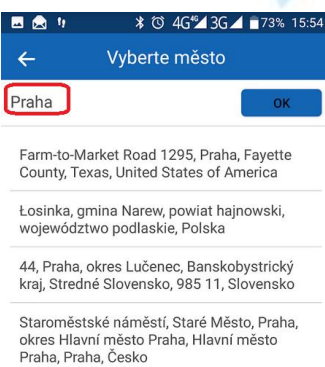 4G 3G 73% 15:54
Vyberte město
Praha OK
Farm-to-Market Road 1295, Praha, Fayette
County, Texas, United States of America
Łosinka, gmina Narew, powiat hajnowski,
województwo podlaskie, Polska
44, Praha, okres Lučenec, Banskobystrický
kraj, Stredné Slovensko, 985 11, Slovensko
Staroměstské náměstí, Staré Město, Praha,
okres Hlavní město Praha, Hlavní město
Praha, Praha, Česko